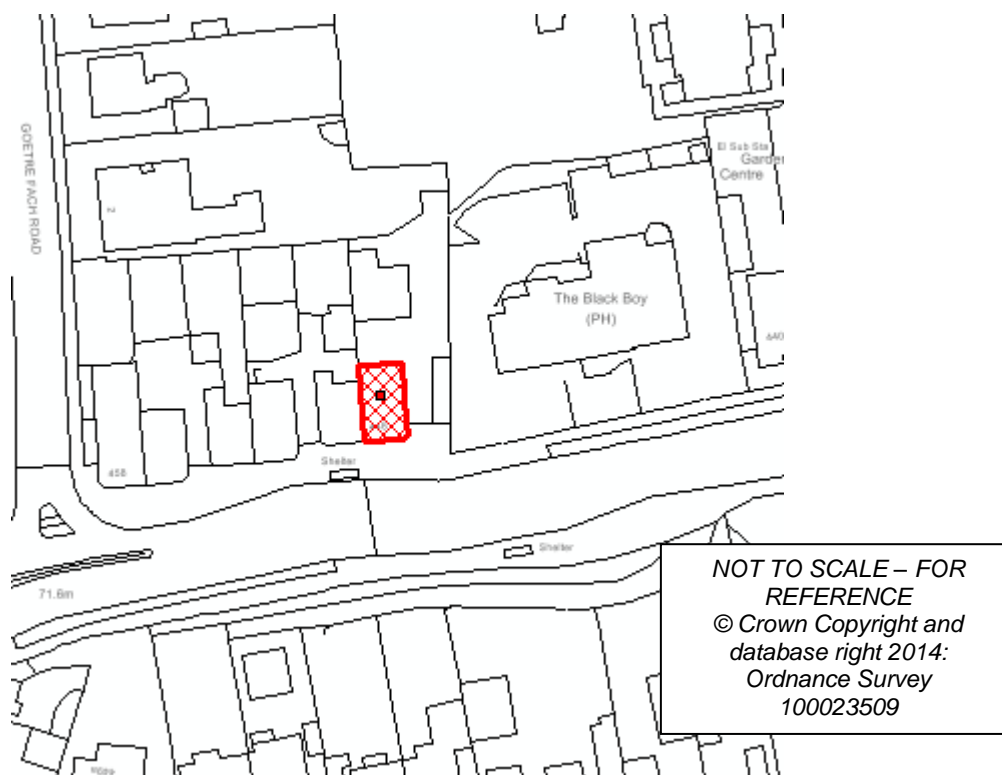 El Sub Sta
Garden
Centre
GOETRE FACH ROAD
2
The Black Boy
(PH)
640
458
Shelter
Shelter
71.6m
NOT TO SCALE – FOR
REFERENCE
© Crown Copyright and
database right 2014:
Ordnance Survey
100023509